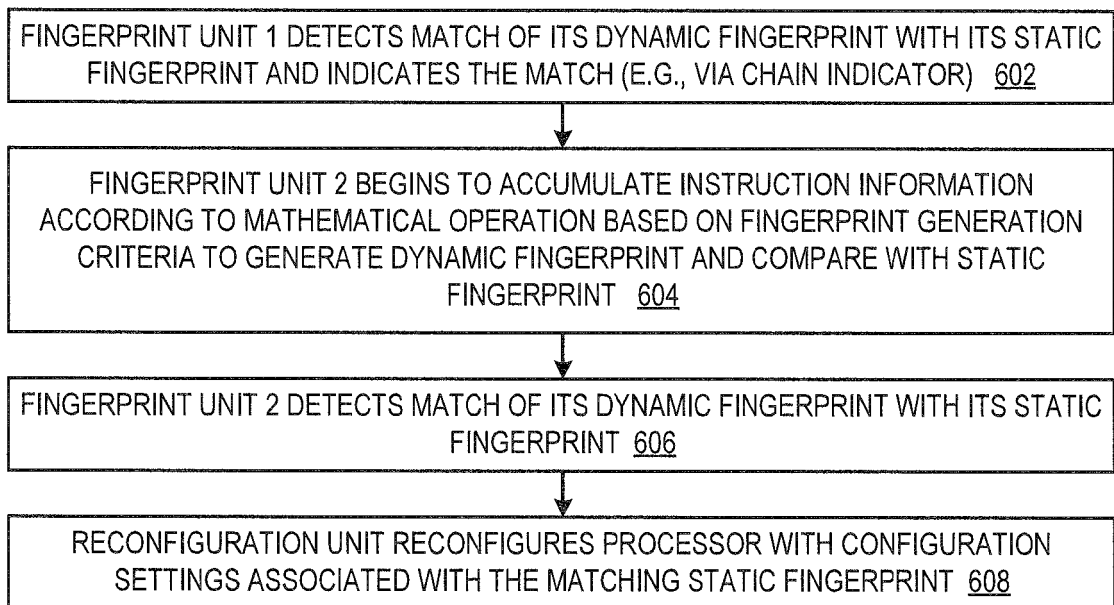 FINGERPRINT UNIT 1 DETECTS MATCH OF ITS DYNAMIC FINGERPRINT WITH ITS STATIC
FINGERPRINT AND INDICATES THE MATCH (E.G., VIA CHAIN INDICATOR) 602
FINGERPRINT UNIT 2 BEGINS TO ACCUMULATE INSTRUCTION INFORMATION
ACCORDING TO MATHEMATICAL OPERATION BASED ON FINGERPRINT GENERATION
CRITERIA TO GENERATE DYNAMIC FINGERPRINT AND COMPARE WITH STATIC
FINGERPRINT 604
FINGERPRINT UNIT 2 DETECTS MATCH OF ITS DYNAMIC FINGERPRINT WITH ITS STATIC
FINGERPRINT 606
RECONFIGURATION UNIT RECONFIGURES PROCESSOR WITH CONFIGURATION
SETTINGS ASSOCIATED WITH THE MATCHING STATIC FINGERPRINT 608